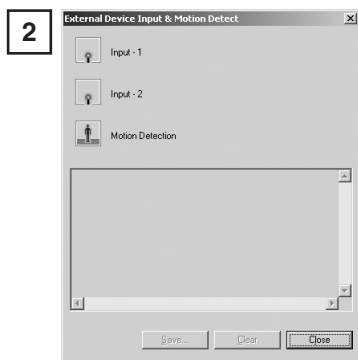 2
External Device Input & Motion Detect
Input - 1
Input - 2
Motion Detection
Save...
Clear
Close